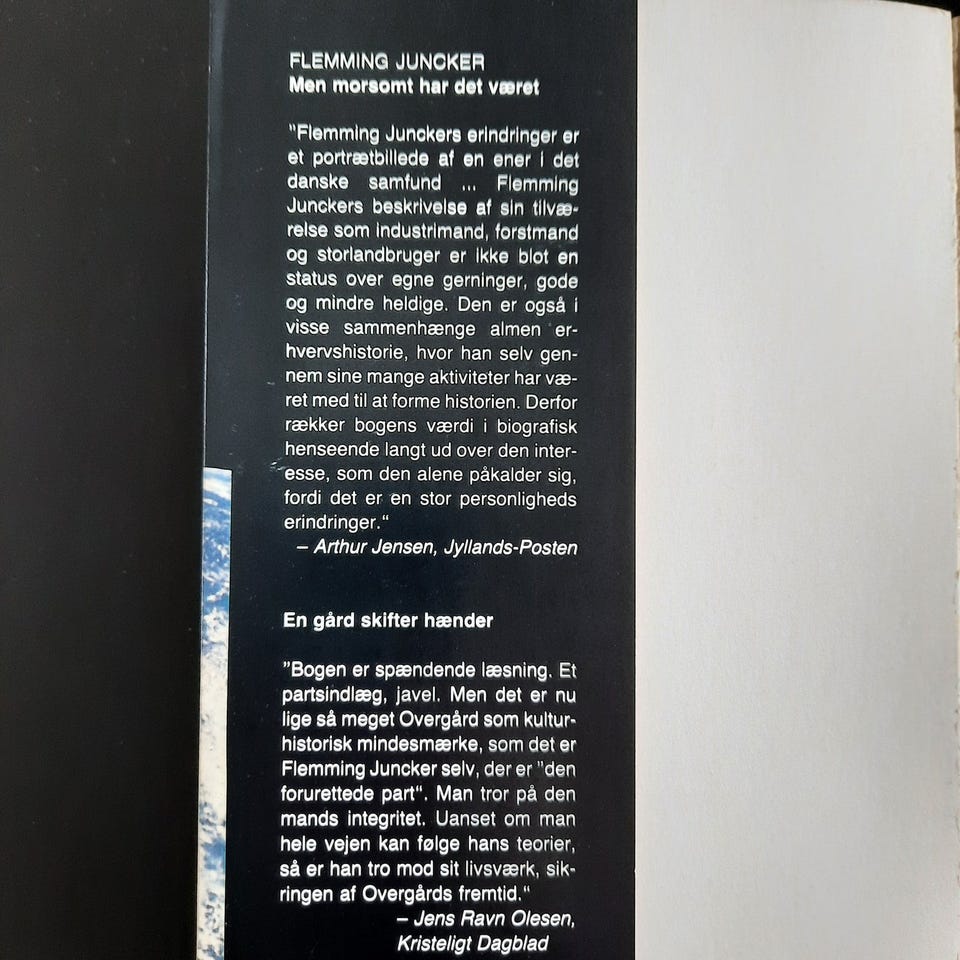 FLEMMING JUNCKER
Men morsomt har det været
"Flemming Junckers erindringer er
et portrætbillede af en ener i det
danske samfund ... Flemming
Junckers beskrivelse af sin tilvæ-
relse som industrimand, forstmand
og storlandbruger er ikke blot en
status over egne gerninger, gode
og mindre heldige. Den er også i
visse sammenhænge almen er-
hvervshistorie, hvor han selv gen-
nem sine mange aktiviteter har væ-
ret med til at forme historien. Derfor
rækker bogens værdi i biografisk
henseende langt ud over den inter-
esse, som den alene påkalder sig,
fordi det er en stor personligheds
erindringer.“
– Arthur Jensen, Jyllands-Posten
En gård skifter hænder
"Bogen er spændende læsning. Et
partsindlæg, javel. Men det er nu
lige så meget Overgård som kultur-
historisk mindesmærke, som det er
Flemming Juncker selv, der er "den
forurettede part“. Man tror på den
mands integritet. Uanset om man
hele vejen kan følge hans teorier,
så er han tro mod sit livsværk, sik-
ringen af Overgårds fremtid.“
– Jens Ravn Olesen,
Kristeligt Dagblad